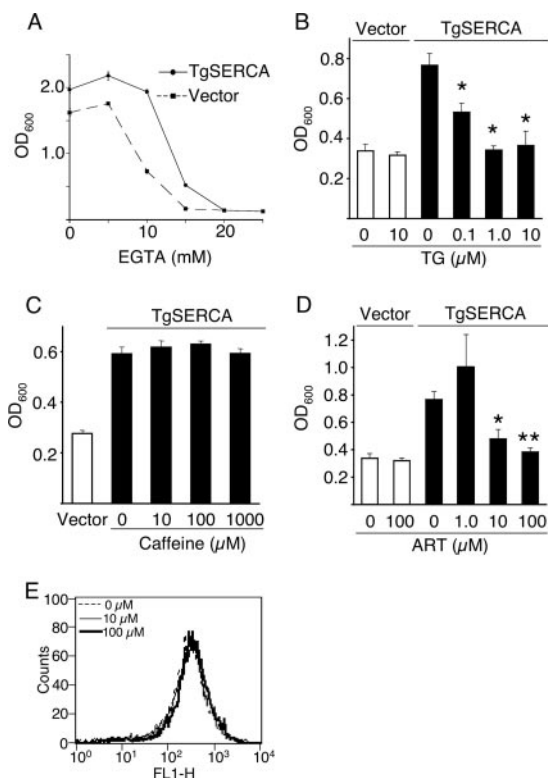 A
TgSERCA
Vector
2.0
1.0
OD600
0 10 20
EGTA (mM)
B
Vector TgSERCA
0.8
0.6
0.4
0.2
OD600
* * *
0 10 0 0.1 1.0 10
TG (µM)
C
TgSERCA
0.6
0.4
0.2
OD600
Vector 0 10 100 1000
Caffeine (µM)
D
Vector TgSERCA
1.2
1.0
0.8
0.6
0.4
0.2
OD600
* **
0 100 0 1.0 10 100
ART (µM)
E
0 µM
10 µM
100 µM
100
80
60
40
20
0
Counts
10^0 10^1 10^2 10^3 10^4
FL1-H